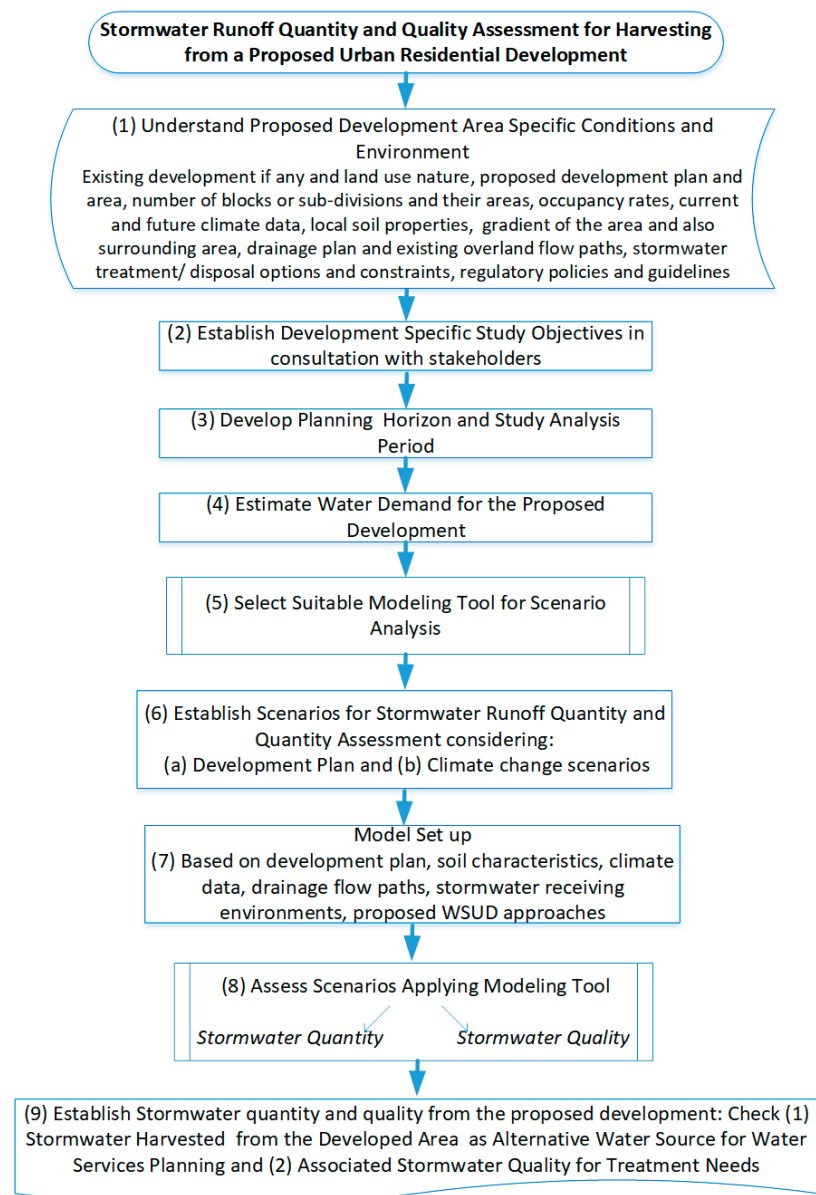 Stormwater Runoff Quantity and Quality Assessment for Harvesting
from a Proposed Urban Residential Development
(1) Understand Proposed Development Area Specific Conditions and
Environment
Existing development if any and land use nature, proposed development plan and
area, number of blocks or sub-divisions and their areas, occupancy rates, current
and future climate data, local soil properties, gradient of the area and also
surrounding area, drainage plan and existing overland flow paths, stormwater
treatment/ disposal options and constraints, regulatory policies and guidelines
(2) Establish Development Specific Study Objectives in
consultation with stakeholders
(3) Develop Planning Horizon and Study Analysis
Period
(4) Estimate Water Demand for the Proposed
Development
(5) Select Suitable Modeling Tool for Scenario
Analysis
(6) Establish Scenarios for Stormwater Runoff Quantity and
Quantity Assessment considering:
(a) Development Plan and (b) Climate change scenarios
Model Set up
(7) Based on development plan, soil characteristics, climate
data, drainage flow paths, stormwater receiving
environments, proposed WSUD approaches
(8) Assess Scenarios Applying Modeling Tool
Stormwater Quantity Stormwater Quality
(9) Establish Stormwater quantity and quality from the proposed development: Check (1)
Stormwater Harvested from the Developed Area as Alternative Water Source for Water
Services Planning and (2) Associated Stormwater Quality for Treatment Needs